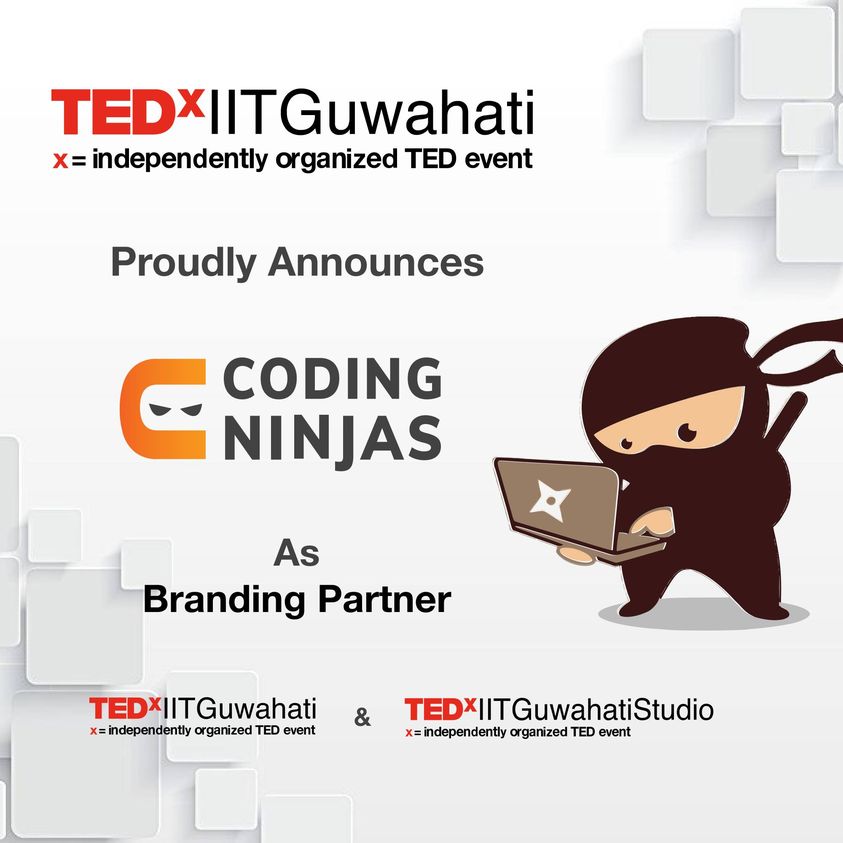 TEDxIITGuwahati
x = independently organized TED event
Proudly Announces
CODING
NINJAS
As
Branding Partner
TEDxIITGuwahati & TEDxIITGuwahatiStudio
x = independently organized TED event x = independently organized TED event